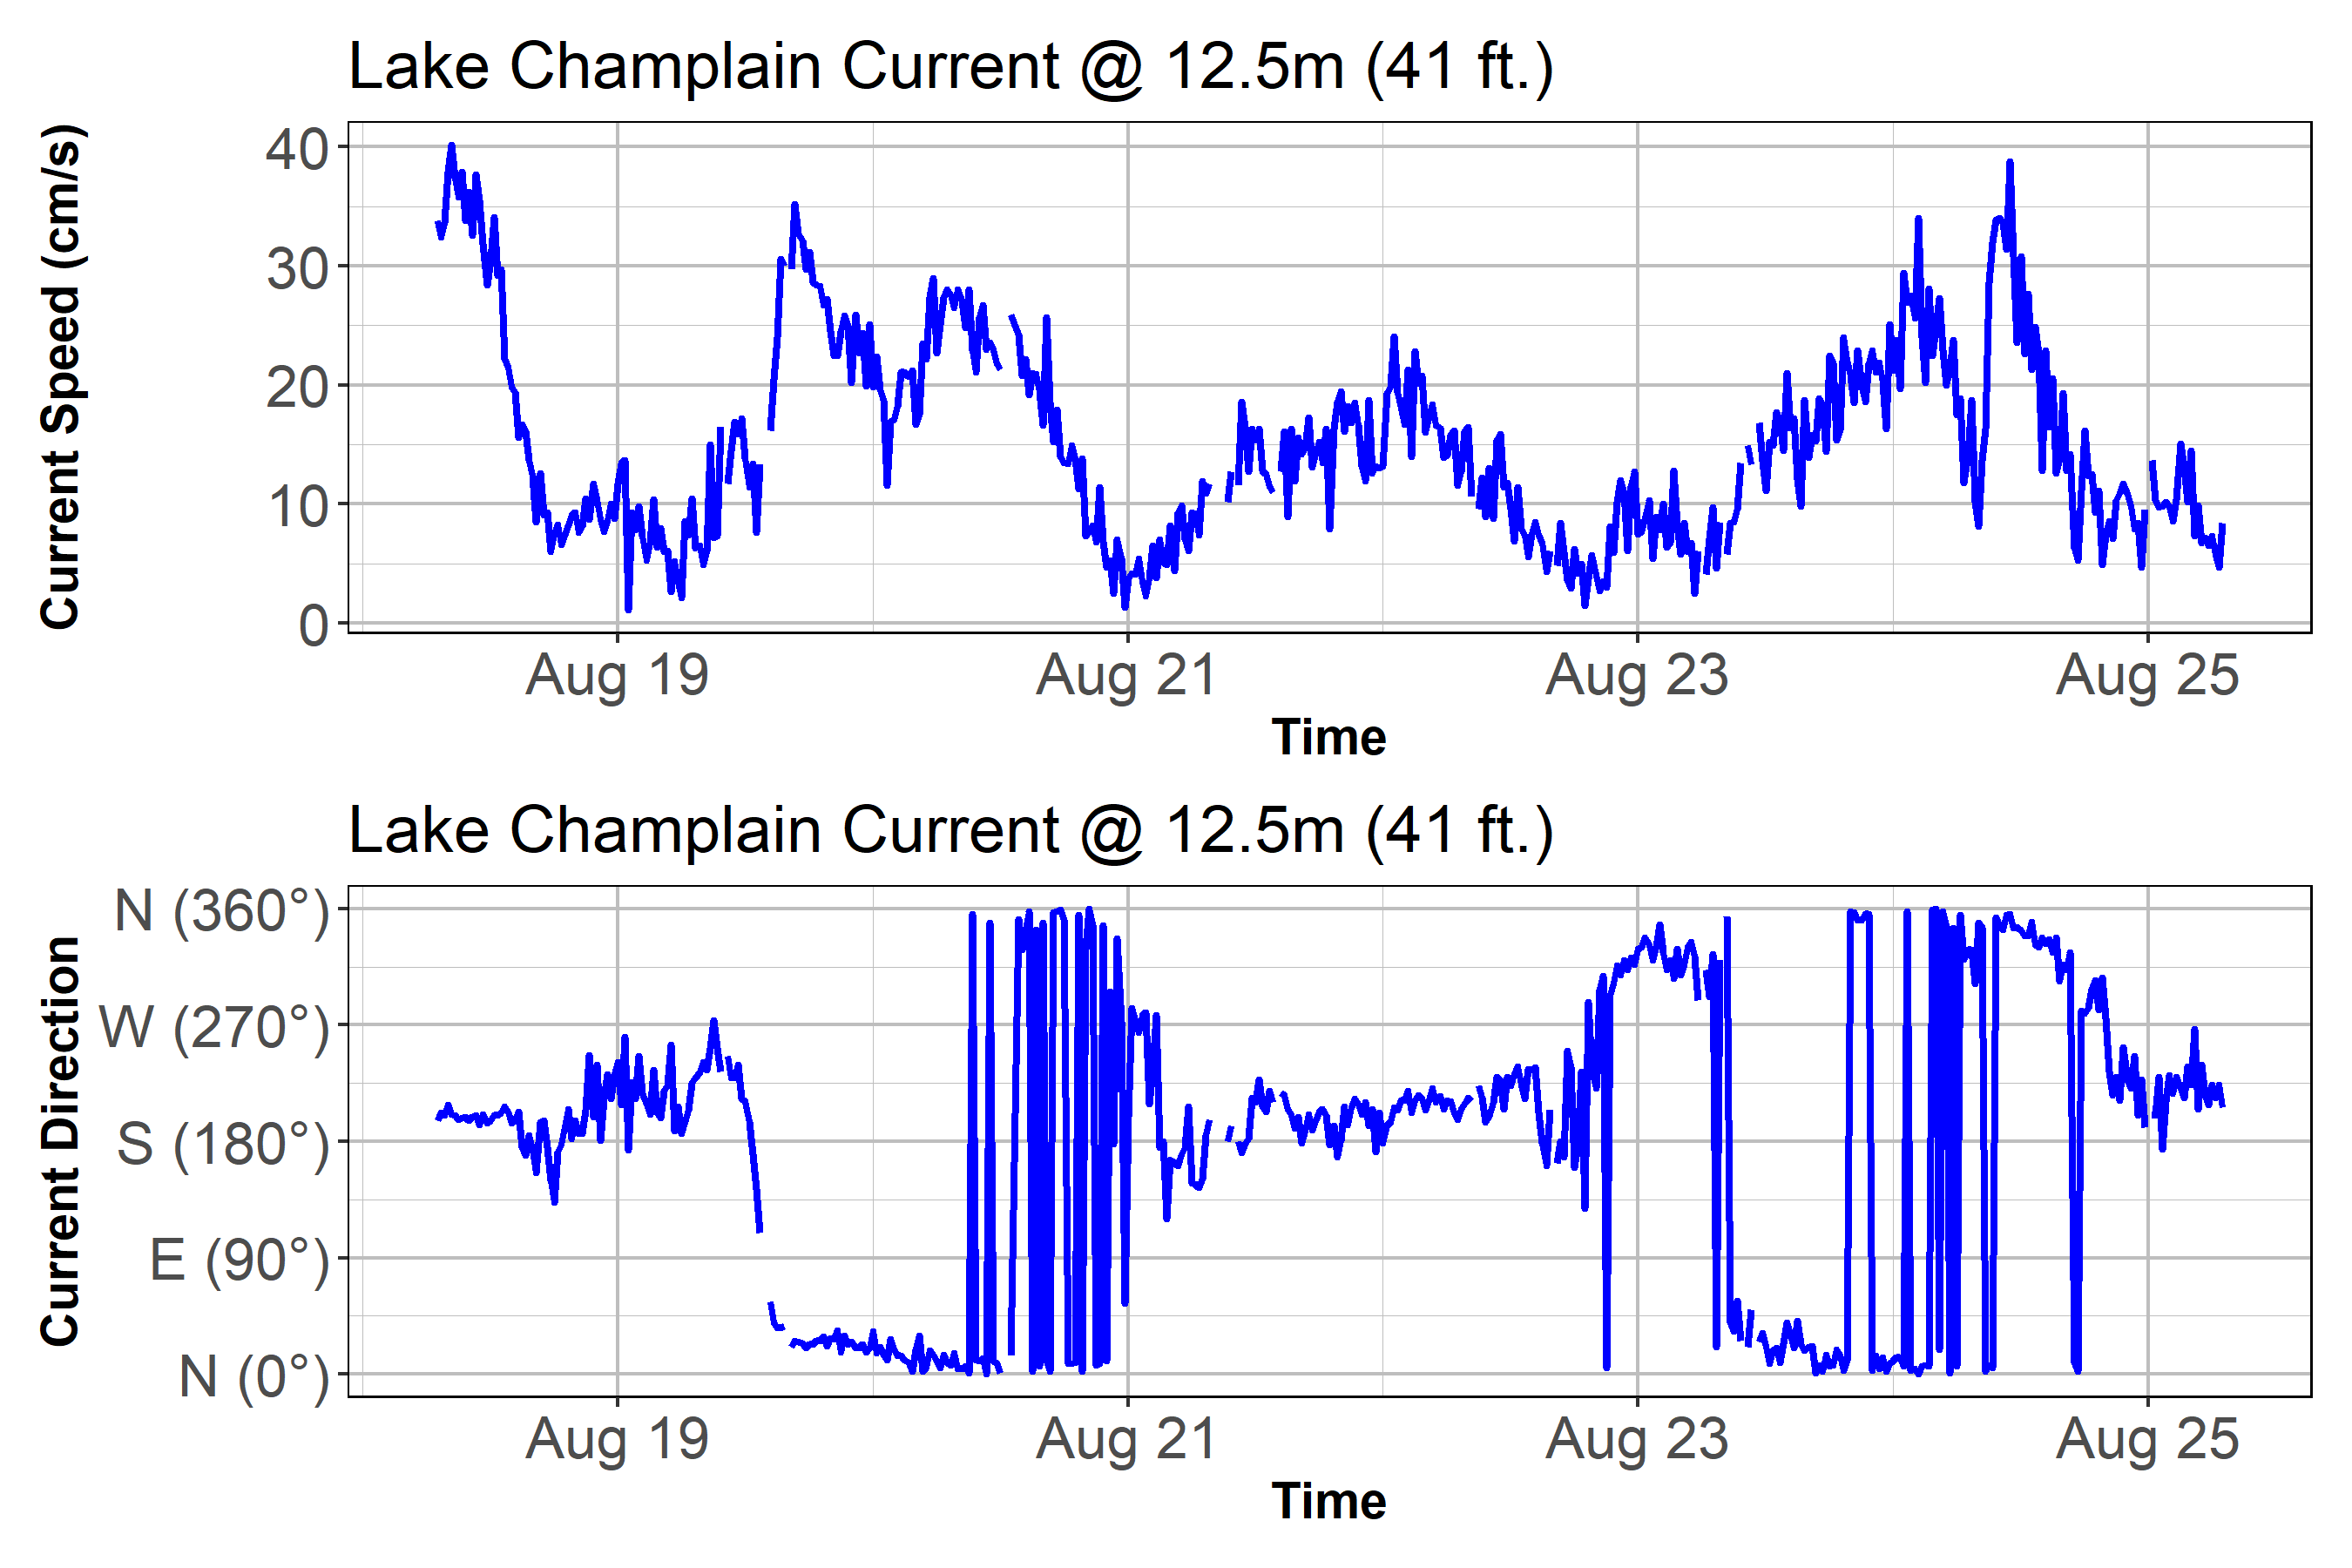 Lake Champlain Current @ 12.5m (41 ft.)
Current Speed (cm/s)
40
30
20
10
0
Aug 19 Aug 21 Aug 23 Aug 25
Time
Lake Champlain Current @ 12.5m (41 ft.)
Current Direction
N (360°)
W (270°)
S (180°)
E (90°)
N (0°)
Aug 19 Aug 21 Aug 23 Aug 25
Time